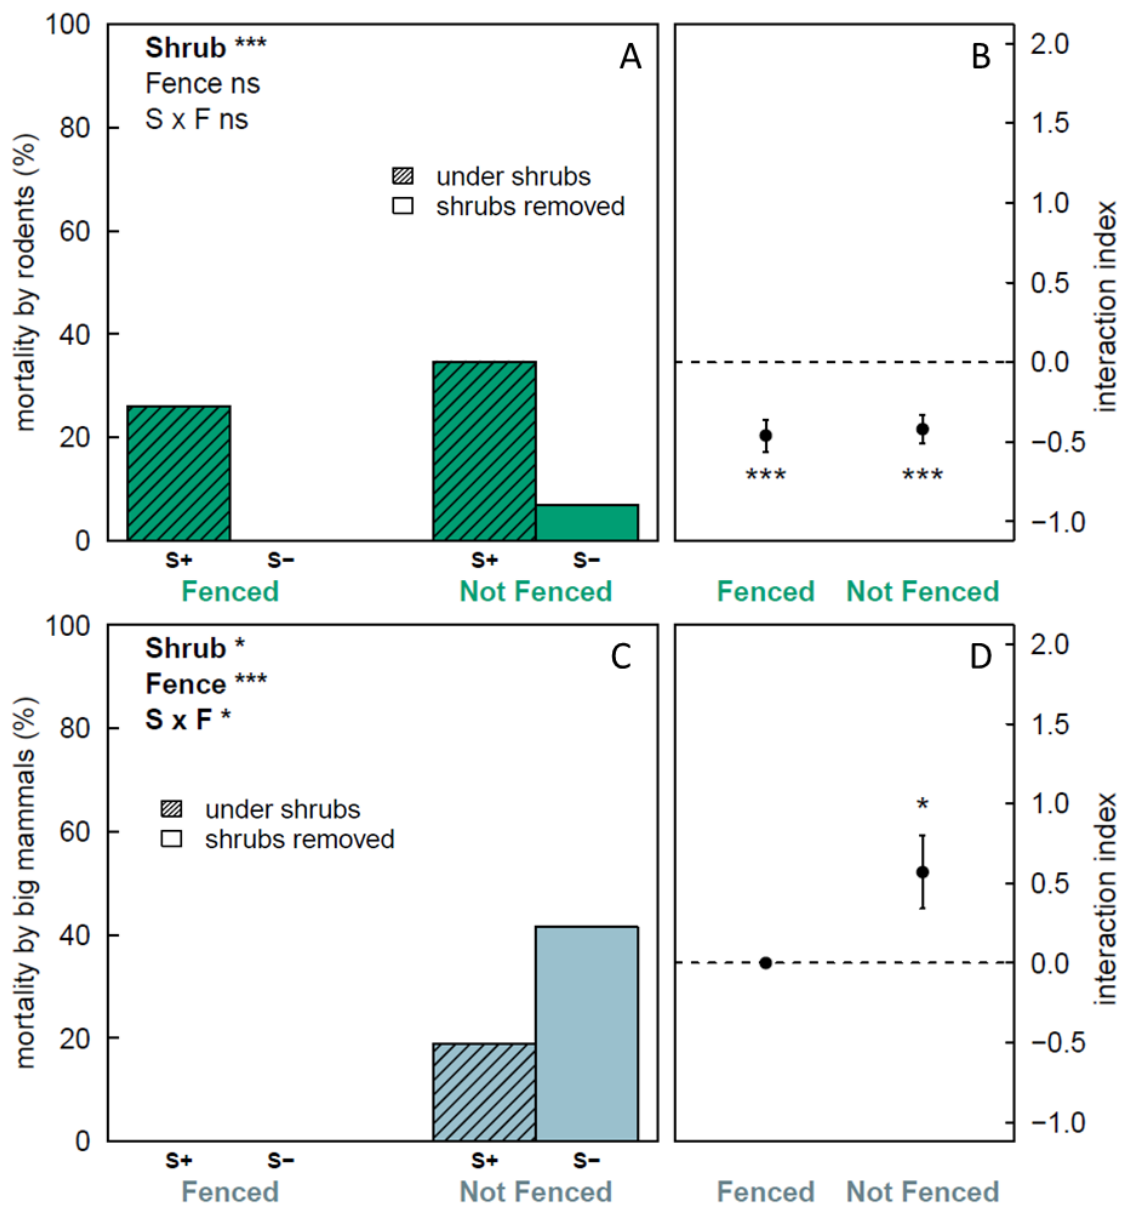 100
80
60
40
20
0
mortality by rodents (%)
Shrub ***
Fence ns
S x F ns
A
under shrubs
shrubs removed
S+ S− S+ S−
Fenced Not Fenced
B
2.0
1.5
1.0
0.5
0.0
−0.5
−1.0
interaction index
*** ***
Fenced Not Fenced
100
80
60
40
20
0
mortality by big mammals (%)
Shrub *
Fence ***
S x F *
C
under shrubs
shrubs removed
S+ S− S+ S−
Fenced Not Fenced
D
2.0
1.5
1.0
0.5
0.0
−0.5
−1.0
interaction index
*
Fenced Not Fenced